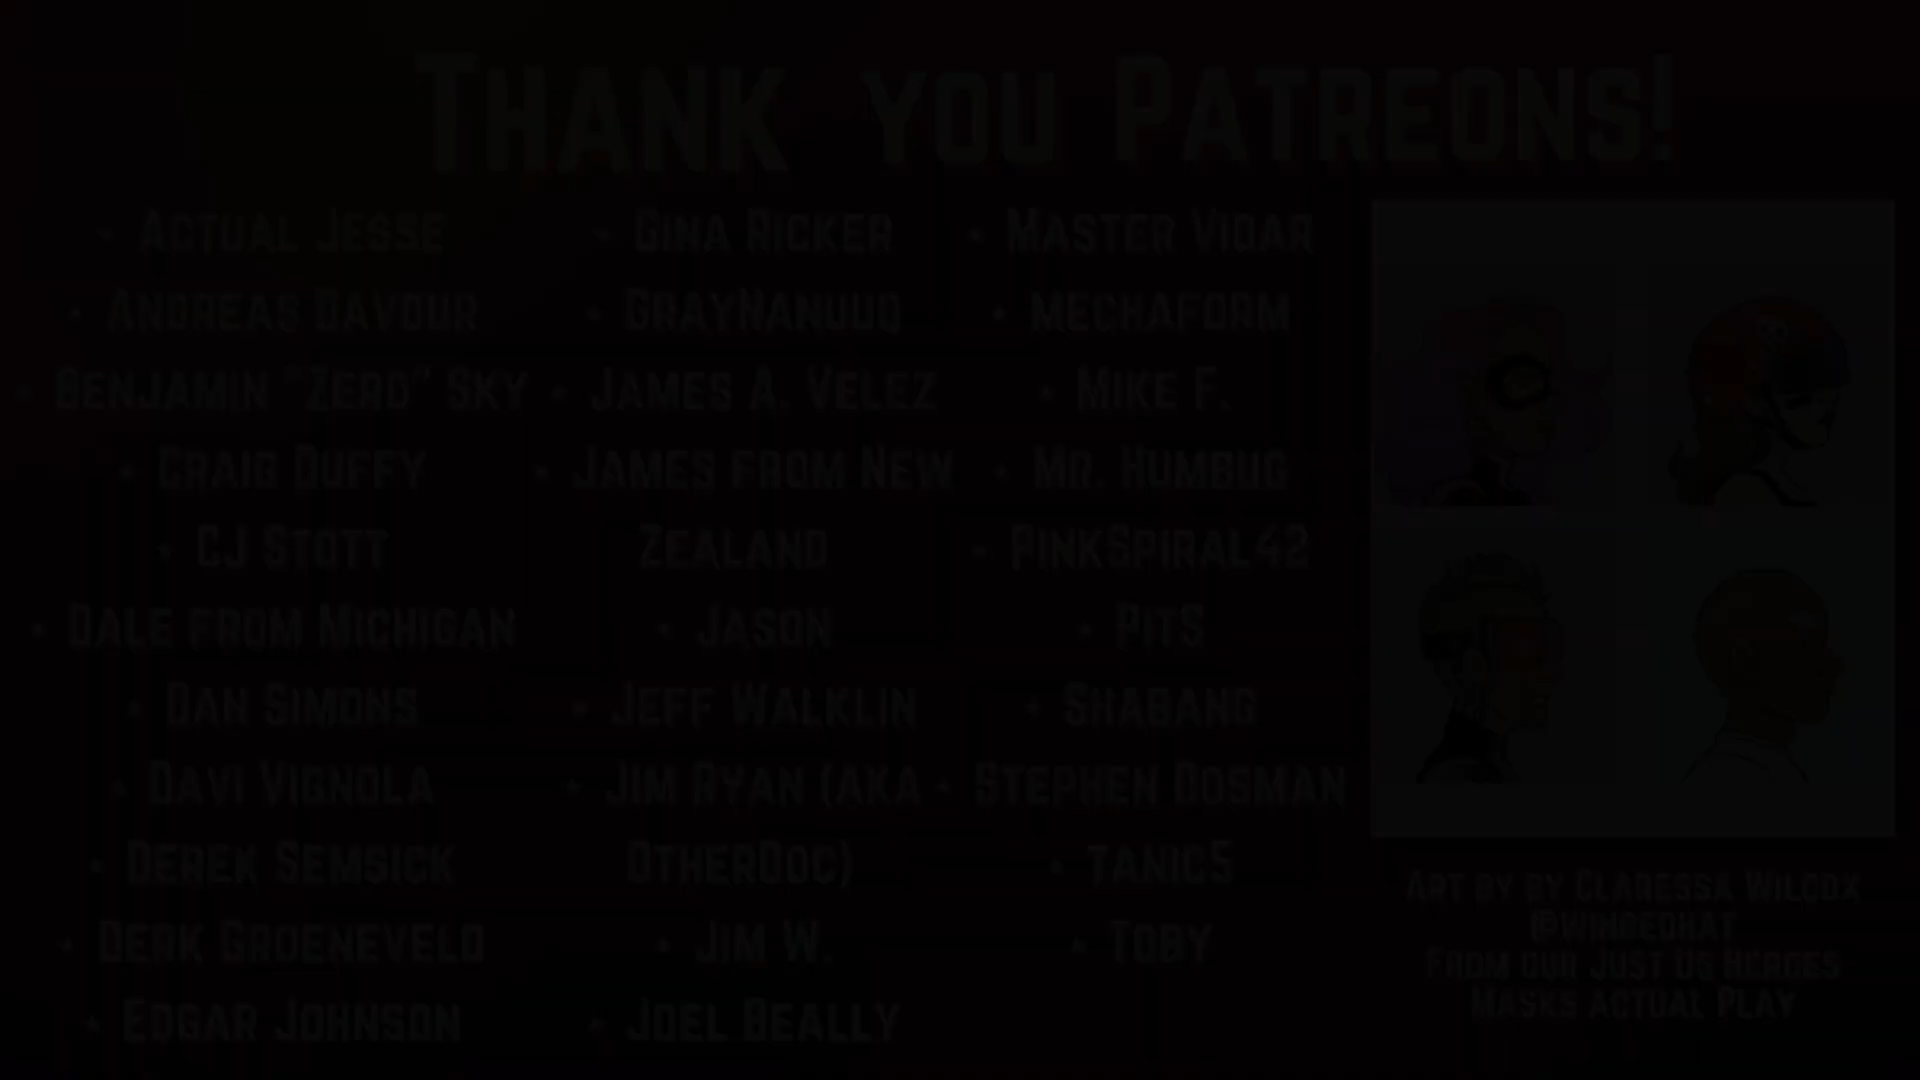 Thank you Patreons!
• Actual Jesse
• Andreas Davour
• Benjamin "Zero" Sky
• Craig Duffy
• CJ Stott
• Dale from Michigan
• Dan Simons
• Davi Vignola
• Derek Semsick
• Derk Groeneveld
• Edgar Johnson
• Gina Ricker
• GrayHanuuq
• James A. Velez
• James from New
Zealand
• Jason
• Jeff Walklin
• Jim Ryan (aka
OtherDoc)
• Jim W.
• Joel Beally
• Master Vidar
• mechaform
• Mike F.
• Mr. Humbug
• PinkSpiral42
• PitS
• Shabang
• Stephen Dosman
• tanic5
• Toby
Art by by Claressa Wilcox
@wingedkat
From our Just Us Heroes
Masks actual Play